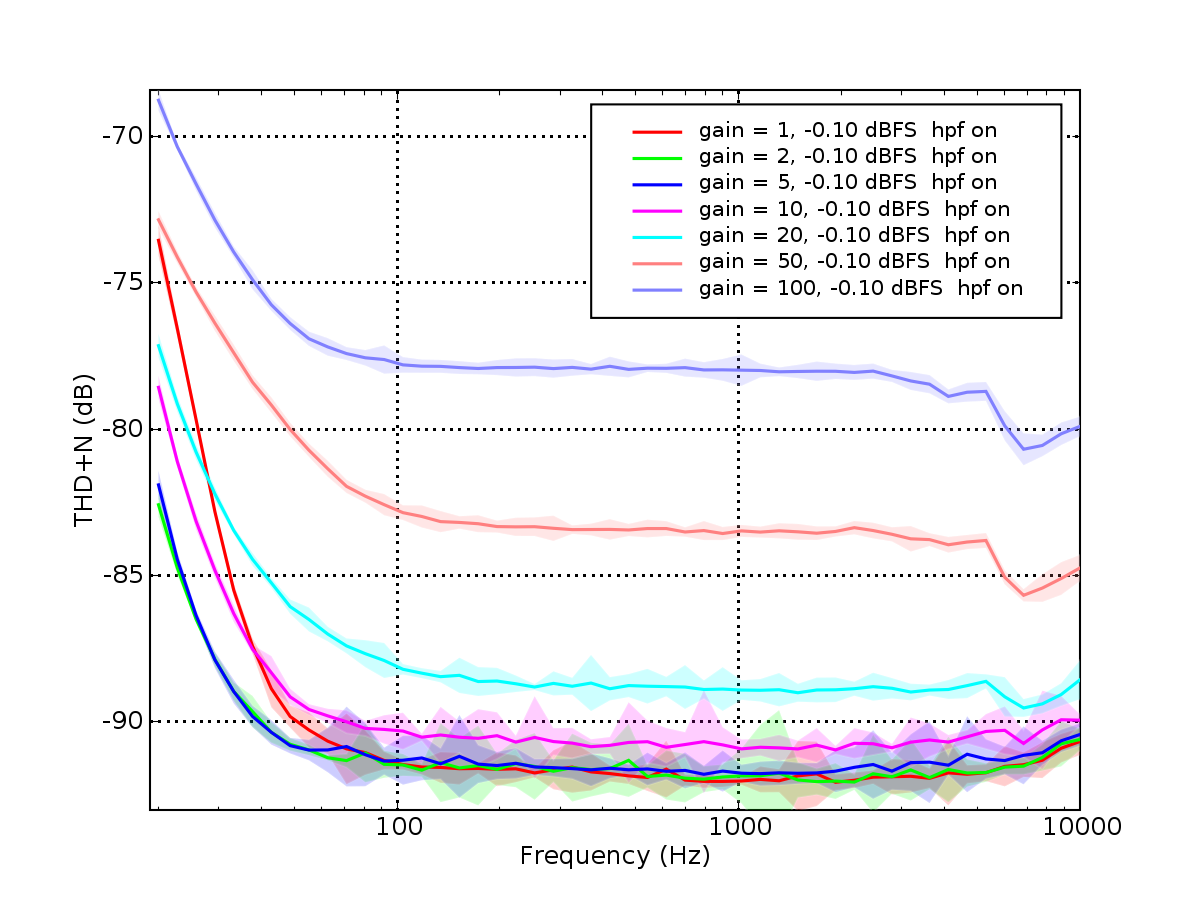 -70
-75
-80
-85
-90
THD+N (dB)
gain = 1, -0.10 dBFS  hpf on
gain = 2, -0.10 dBFS  hpf on
gain = 5, -0.10 dBFS  hpf on
gain = 10, -0.10 dBFS  hpf on
gain = 20, -0.10 dBFS  hpf on
gain = 50, -0.10 dBFS  hpf on
gain = 100, -0.10 dBFS  hpf on
100
1000
10000
Frequency (Hz)